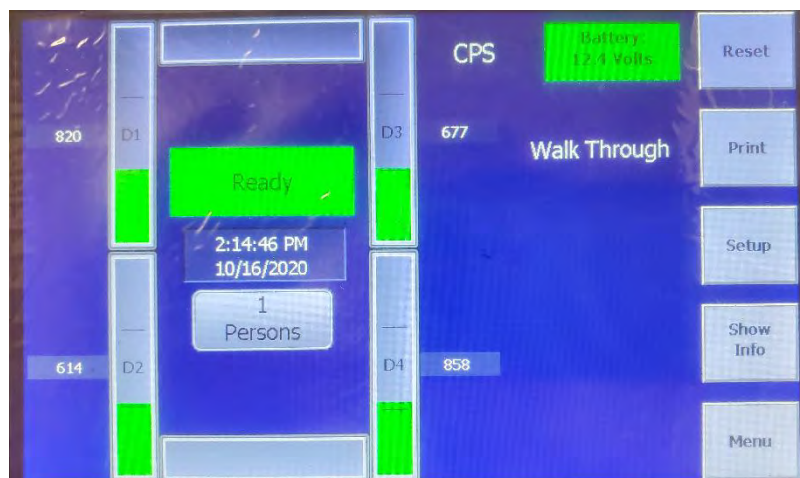 CPS
Battery:
12.4 Volts
Reset
820
D1
D3
677
Walk Through
Print
Ready
2:14:46 PM
10/16/2020
Setup
1
Persons
614
D2
D4
858
Show
Info
Menu